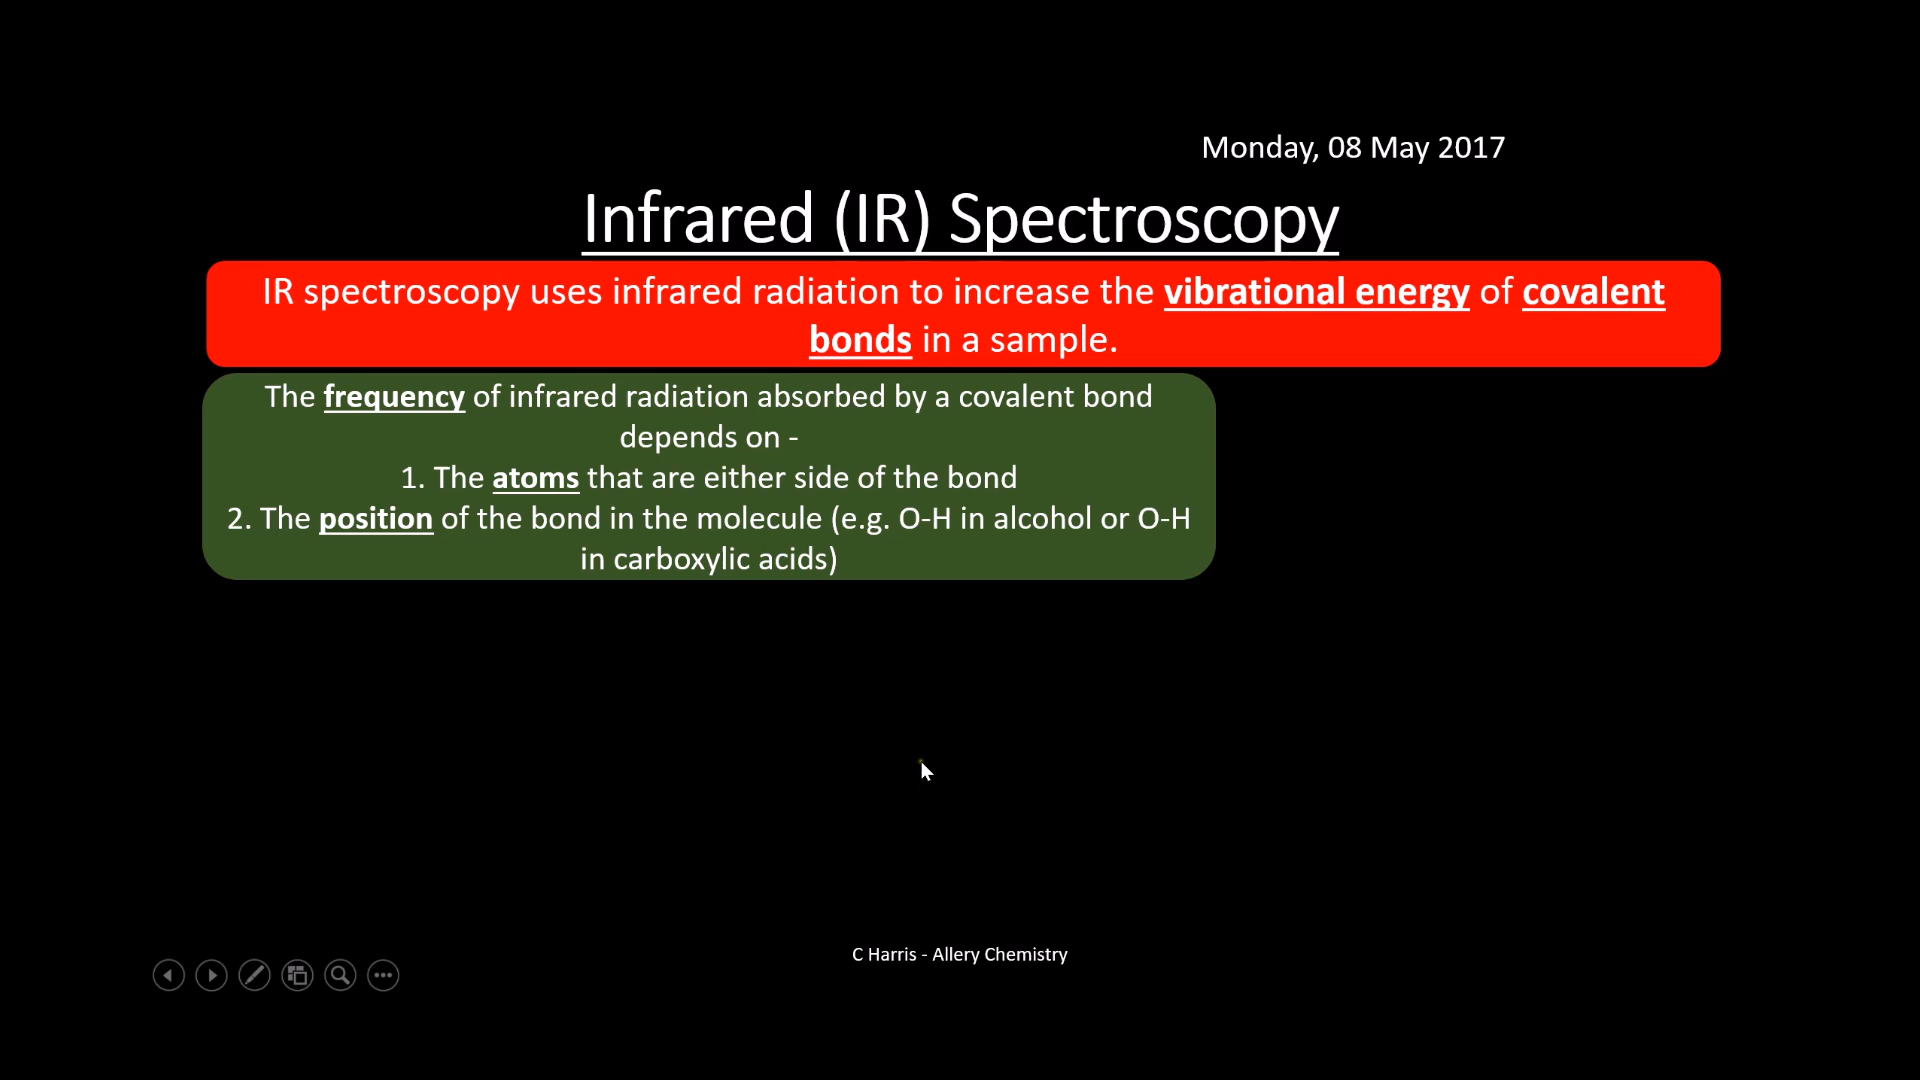 Monday, 08 May 2017
Infrared (IR) Spectroscopy
IR spectroscopy uses infrared radiation to increase the vibrational energy of covalent
bonds in a sample.
The frequency of infrared radiation absorbed by a covalent bond
depends on -
1. The atoms that are either side of the bond
2. The position of the bond in the molecule (e.g. O-H in alcohol or O-H
in carboxylic acids)
C Harris - Allery Chemistry